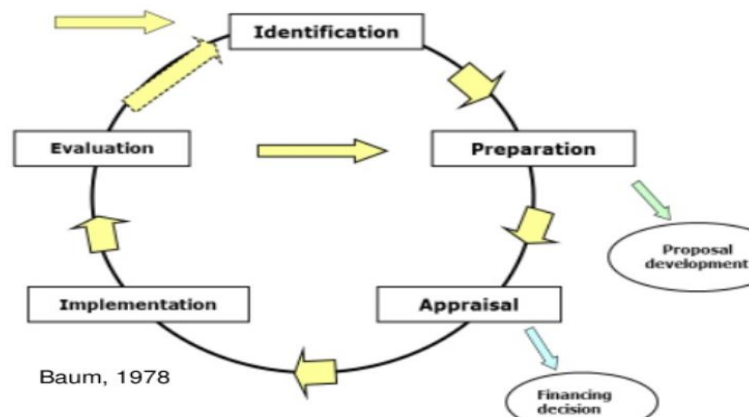 Identification
Evaluation
Preparation
Proposal
development
Implementation
Appraisal
Baum, 1978
Financing
decision